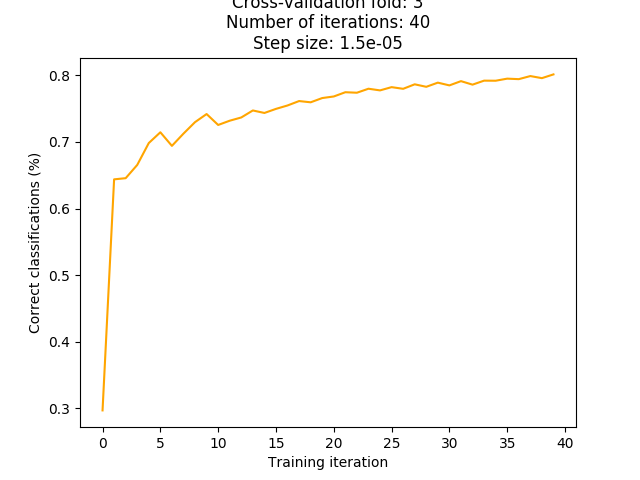 Cross-validation fold: 3
Number of iterations: 40
Step size: 1.5e-05
0.8
0.7
0.6
0.5
0.4
0.3
Correct classifications (%)
0 5 10 15 20 25 30 35 40
Training iteration